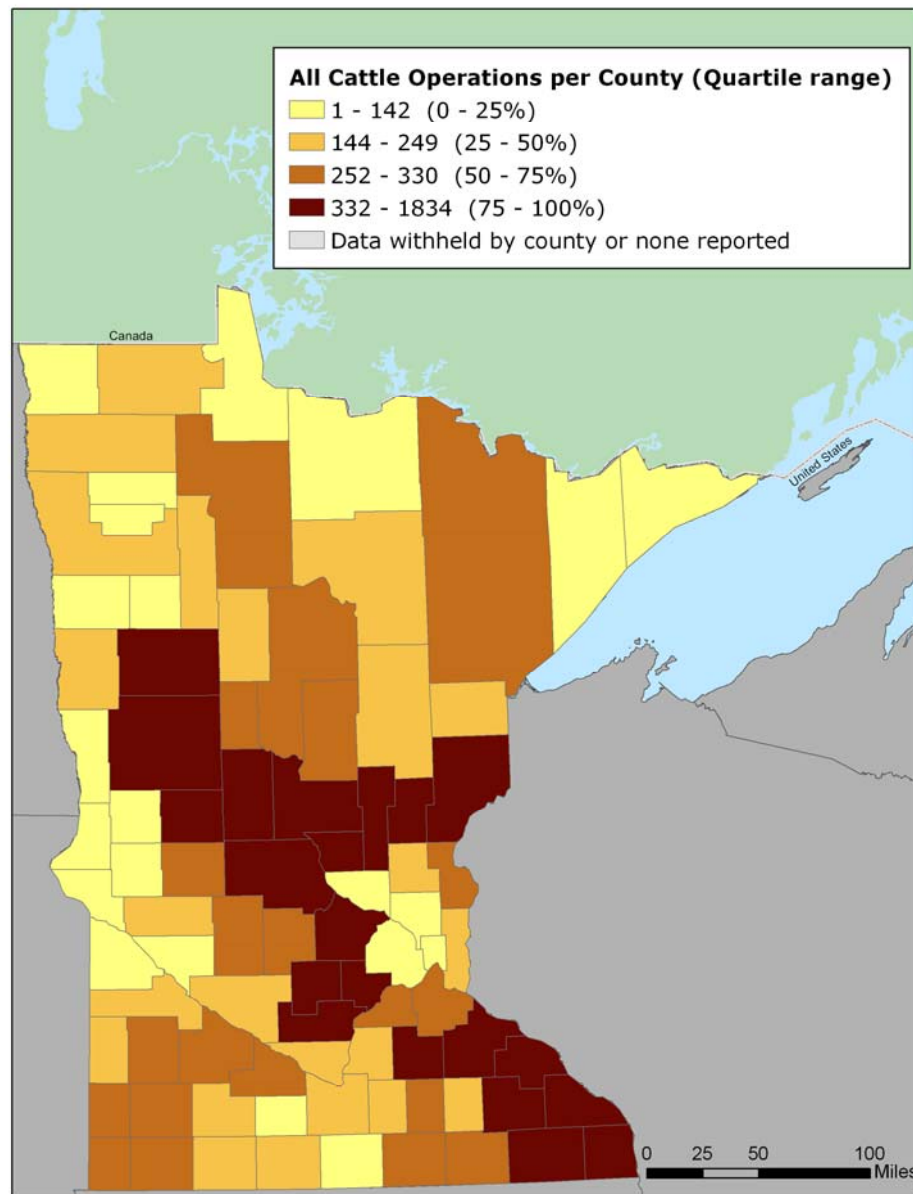 All Cattle Operations per County (Quartile range)
1 - 142 (0 - 25%)
144 - 249 (25 - 50%)
252 - 330 (50 - 75%)
332 - 1834 (75 - 100%)
Data withheld by county or none reported
Canada
United States
0 25 50 100
Miles